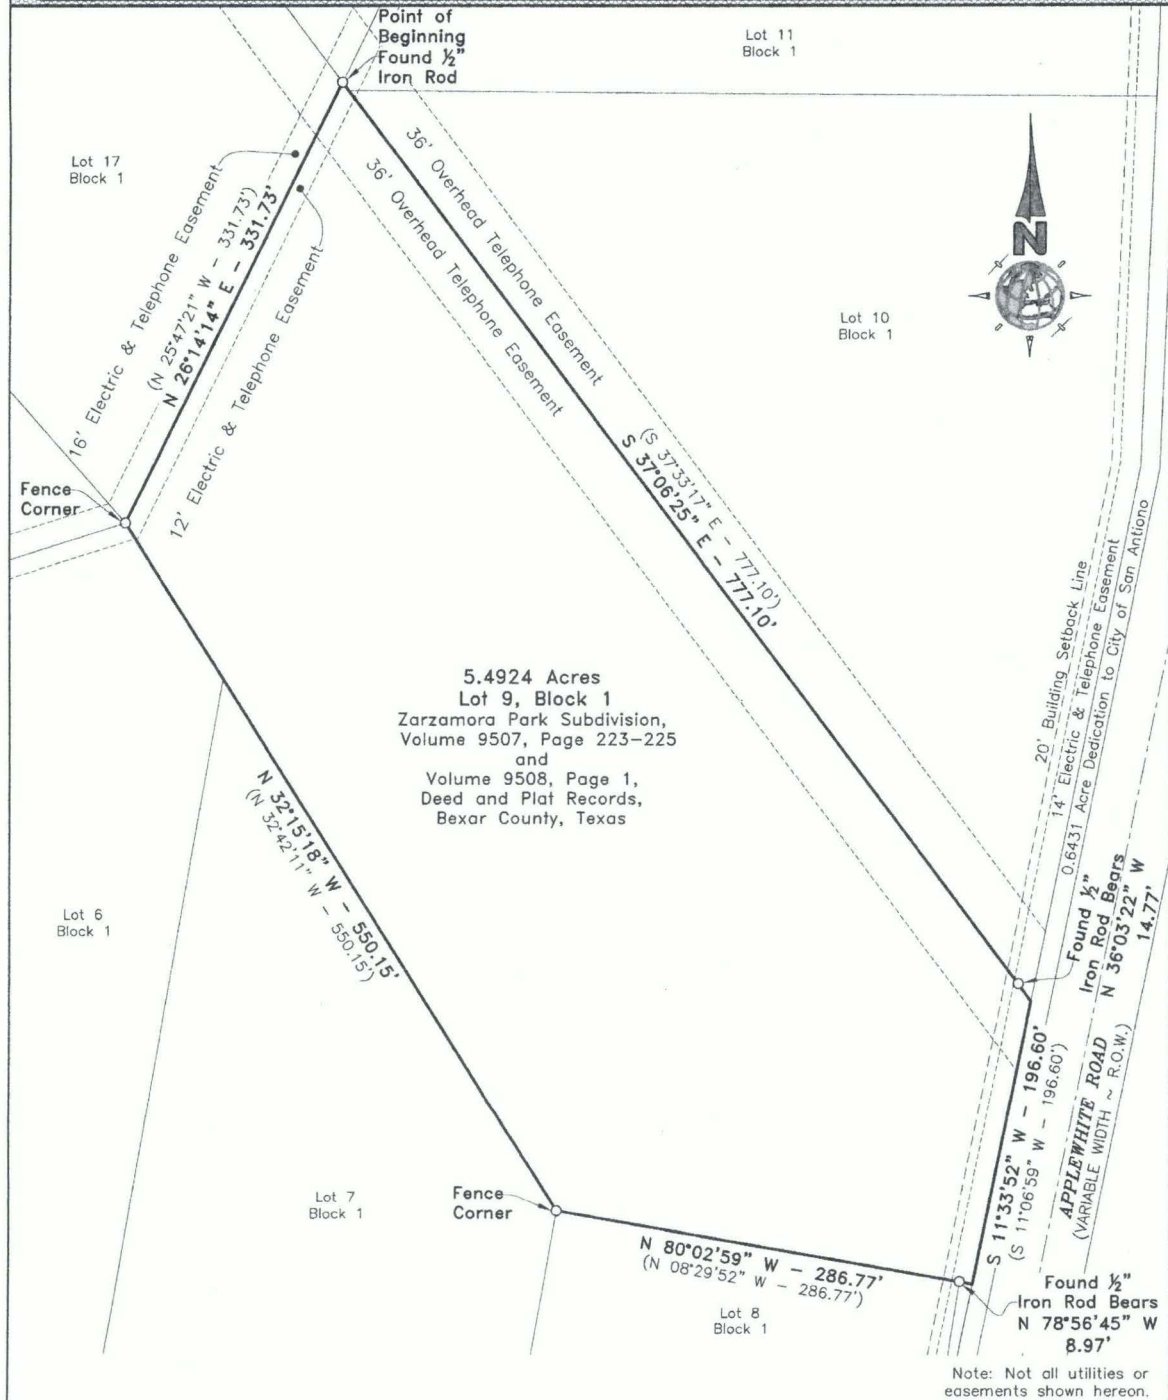 Point of
Beginning
Found ½"
Iron Rod
Lot 11
Block 1
Lot 17
Block 1
36' Overhead Telephone Easement
36' Overhead Telephone Easement
16' Electric & Telephone Easement
(N 25°47'21" W - 331.73')
N 26°14'14" E - 331.73'
12' Electric & Telephone Easement
N
Lot 10
Block 1
(S 37°33'17" E - 777.10')
S 37°06'25" E - 777.10'
Fence
Corner
20' Building Setback Line
14' Electric & Telephone Easement
0.6431 Acre Dedication to City of San Antiono
5.4924 Acres
Lot 9, Block 1
Zarzamora Park Subdivision,
Volume 9507, Page 223-225
and
Volume 9508, Page 1,
Deed and Plat Records,
Bexar County, Texas
N 32°15'18" W - 550.15'
(N 32°42'11" W - 550.15')
Lot 6
Block 1
Found ½"
Iron Rod Bears
N 36°03'22" W
14.77'
S 11°33'52" W - 196.60'
(S 11°06'59" W - 196.60')
APPLEWHITE ROAD
(VARIABLE WIDTH ~ R.O.W.)
Lot 7
Block 1
Fence
Corner
N 80°02'59" W - 286.77'
(N 08°29'52" W - 286.77')
Lot 8
Block 1
Found ½"
Iron Rod Bears
N 78°56'45" W
8.97'
Note: Not all utilities or
easements shown hereon.